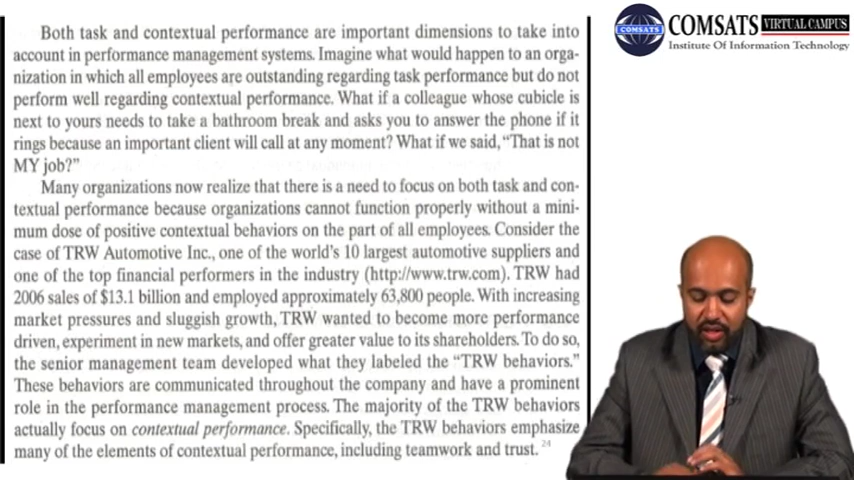 Both task and contextual performance are important dimensions to take into
account in performance management systems. Imagine what would happen to an orga-
nization in which all employees are outstanding regarding task performance but do not
perform well regarding contextual performance. What if a colleague whose cubicle is
next to yours needs to take a bathroom break and asks you to answer the phone if it
rings because an important client will call at any moment? What if we said, “That is not
MY job?”
Many organizations now realize that there is a need to focus on both task and con-
textual performance because organizations cannot function properly without a mini-
mum dose of positive contextual behaviors on the part of all employees. Consider the
case of TRW Automotive Inc., one of the world's 10 largest automotive suppliers and
one of the top financial performers in the industry (http://www.trw.com). TRW had
2006 sales of $13.1 billion and employed approximately 63,800 people. With increasing
market pressures and sluggish growth, TRW wanted to become more performance
driven, experiment in new markets, and offer greater value to its shareholders. To do so,
the senior management team developed what they labeled the “TRW behaviors.”
These behaviors are communicated throughout the company and have a prominent
role in the performance management process. The majority of the TRW behaviors
actually focus on contextual performance. Specifically, the TRW behaviors emphasize
many of the elements of contextual performance, including teamwork and trust. 24
COMSATS
COMSATS VIRTUAL CAMPUS
Institute Of Information Technology